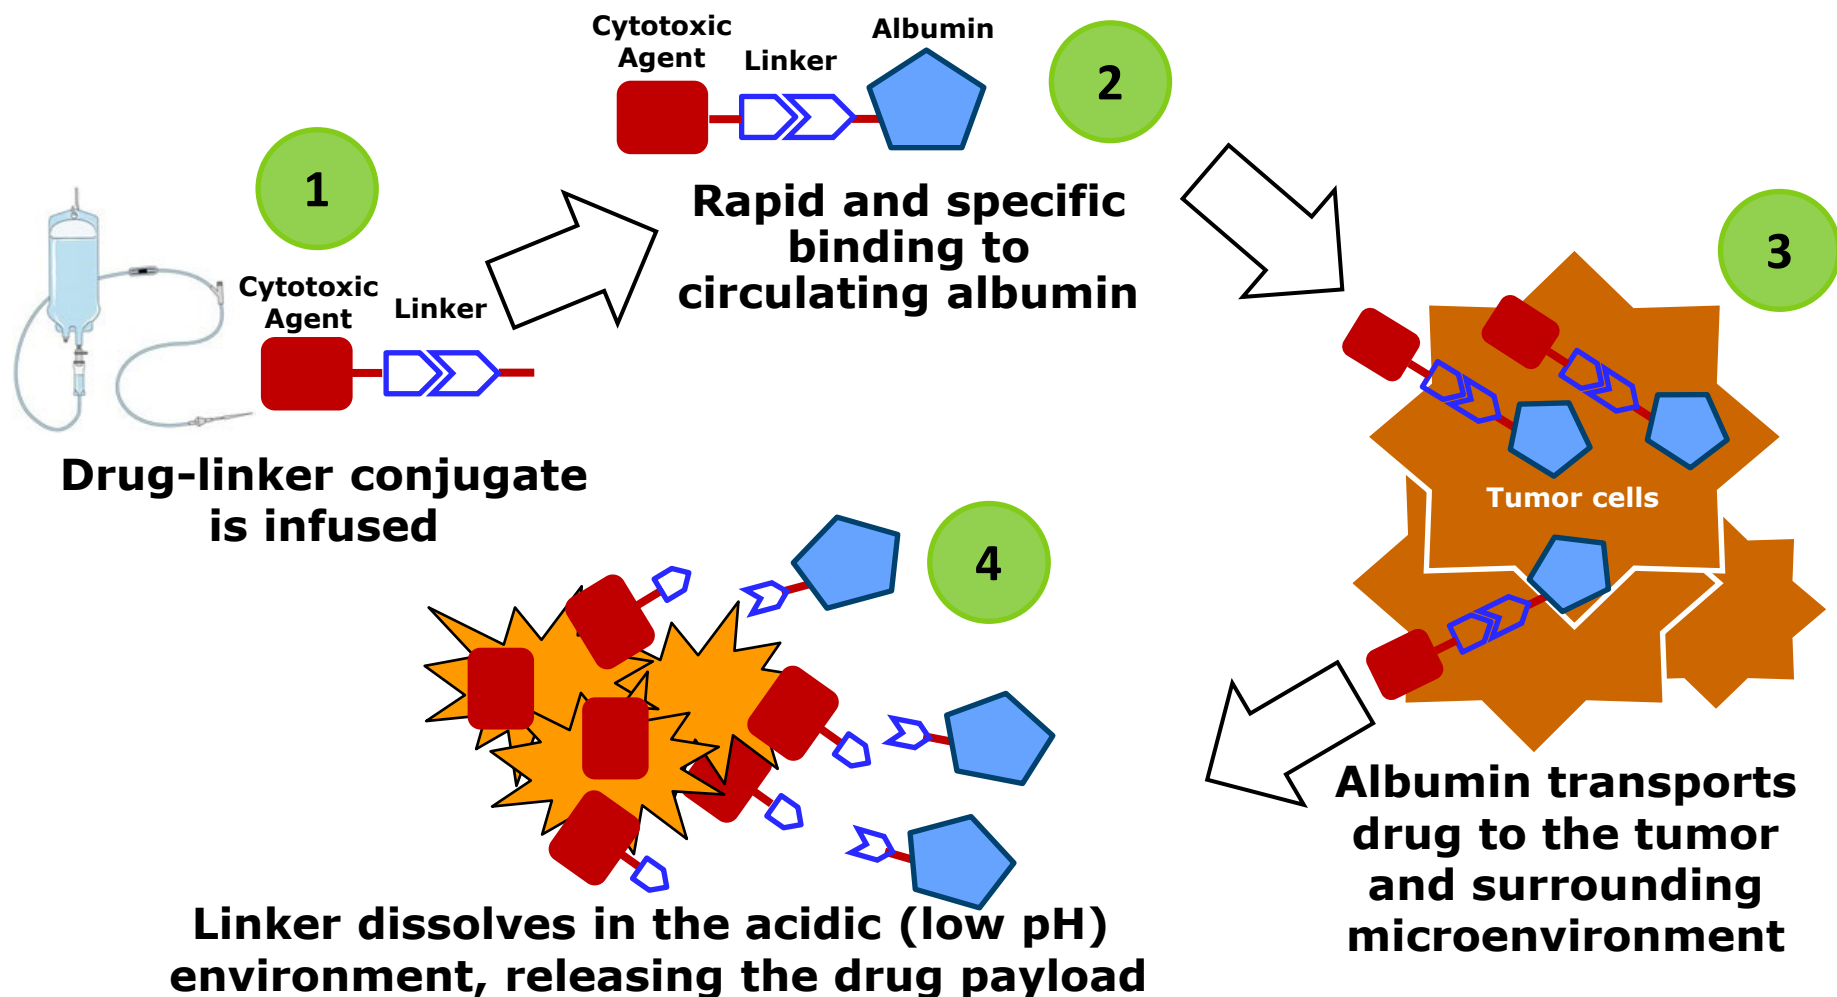 1
Cytotoxic
Agent
Linker
Drug-linker conjugate
is infused
Cytotoxic
Agent
Linker
Albumin
2
Rapid and specific
binding to
circulating albumin
3
Tumor cells
Albumin transports
drug to the tumor
and surrounding
microenvironment
4
Linker dissolves in the acidic (low pH)
environment, releasing the drug payload